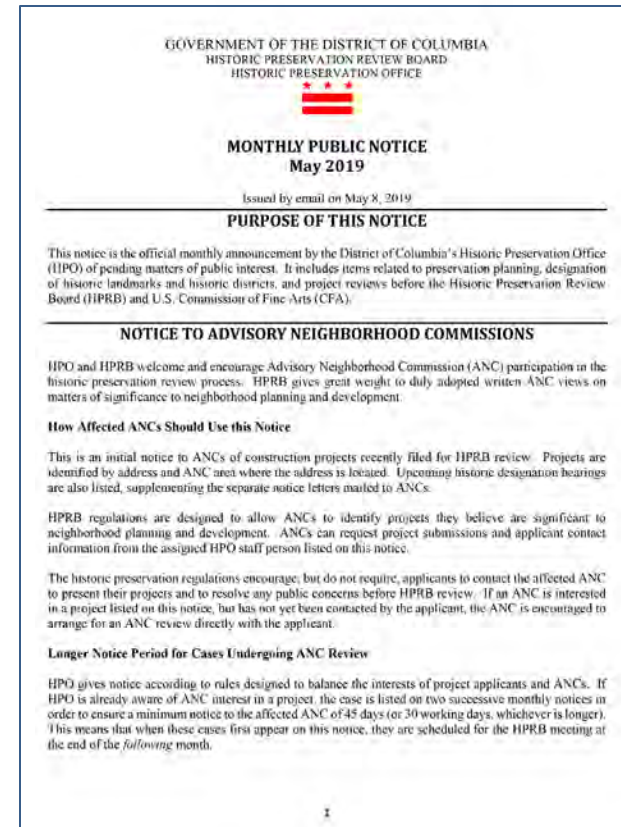 GOVERNMENT OF THE DISTRICT OF COLUMBIA
HISTORIC PRESERVATION REVIEW BOARD
HISTORIC PRESERVATION OFFICE
MONTHLY PUBLIC NOTICE
May 2019
Issued by email on May 8, 2019
PURPOSE OF THIS NOTICE
This notice is the official monthly announcement by the District of Columbia's Historic Preservation Office
(HPO) of pending matters of public interest. It includes items related to preservation planning, designation
of historic landmarks and historic districts, and project reviews before the Historic Preservation Review
Board (HPRB) and U.S. Commission of Fine Arts (CFA).
NOTICE TO ADVISORY NEIGHBORHOOD COMMISSIONS
HPO and HPRB welcome and encourage Advisory Neighborhood Commission (ANC) participation in the
historic preservation review process. HPRB gives great weight to duly adopted written ANC views on
matters of significance to neighborhood planning and development.
How Affected ANCs Should Use this Notice
This is an initial notice to ANCs of construction projects recently filed for HPRB review. Projects are
identified by address and ANC area where the address is located. Upcoming historic designation hearings
are also listed, supplementing the separate notice letters mailed to ANCs.
HPRB regulations are designed to allow ANCs to identify projects they believe are significant to
neighborhood planning and development. ANCs can request project submissions and applicant contact
information from the assigned HPO staff person listed on this notice.
The historic preservation regulations encourage, but do not require, applicants to contact the affected ANC
to present their projects and to resolve any public concerns before HPRB review. If an ANC is interested
in a project listed on this notice, but has not yet been contacted by the applicant, the ANC is encouraged to
arrange for an ANC review directly with the applicant.
Longer Notice Period for Cases Undergoing ANC Review
HPO gives notice according to rules designed to balance the interests of project applicants and ANCs. If
HPO is already aware of ANC interest in a project, the case is listed on two successive monthly notices in
order to ensure a minimum notice to the affected ANC of 45 days (or 30 working days, whichever is longer).
This means that when these cases first appear on this notice, they are scheduled for the HPRB meeting at
the end of the following month.
1